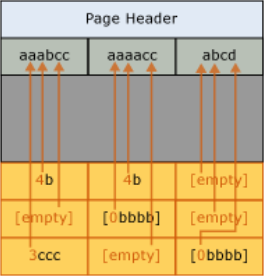 Page Header
aaabcc aaaacc abcd
4b 4b [empty]
[empty] [0bbbb] [empty]
3ccc [empty] [0bbbb]